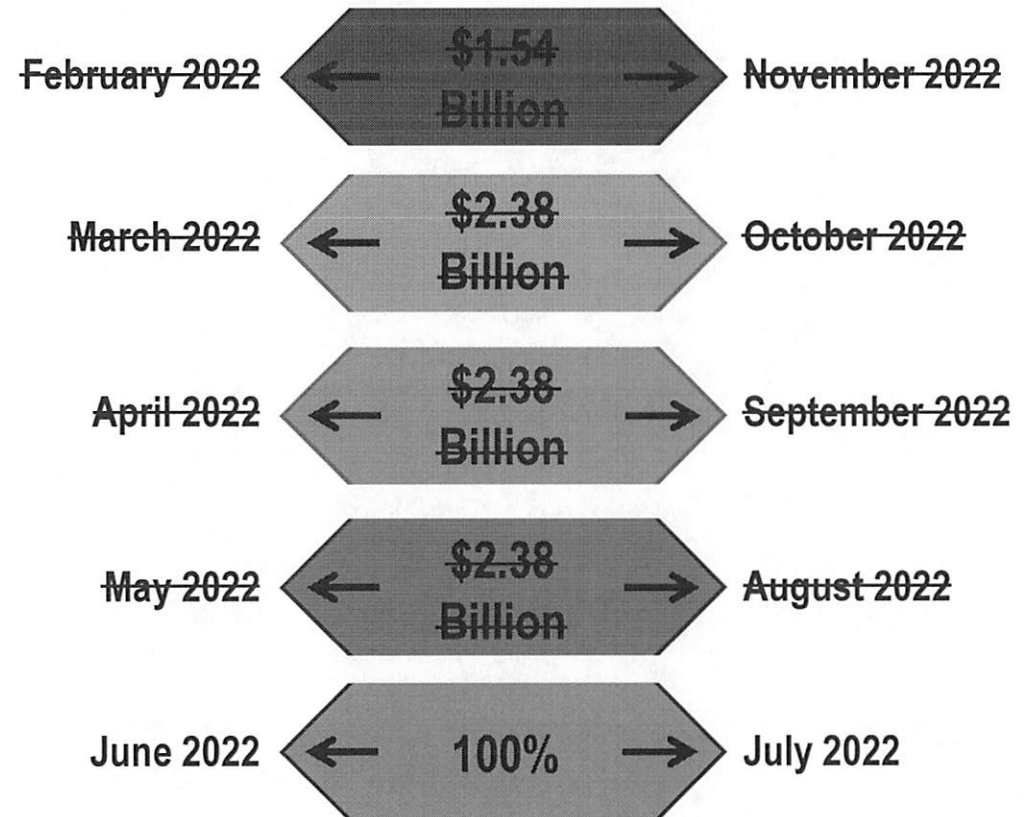 February 2022 $1.54 Billion November 2022
March 2022 $2.38 Billion October 2022
April 2022 $2.38 Billion September 2022
May 2022 $2.38 Billion August 2022
June 2022 100% July 2022